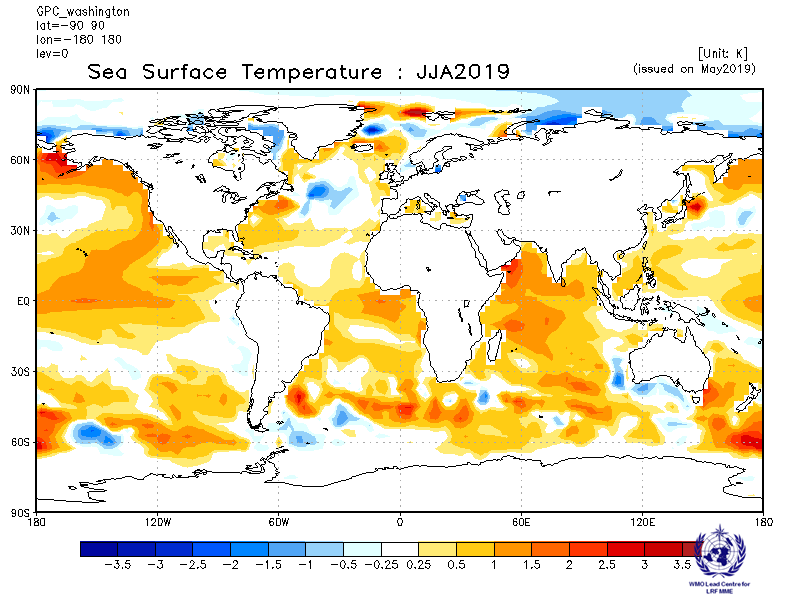 GPC_washington
lat=-90 90
lon=-180 180
lev=0
[Unit: K]
Sea Surface Temperature : JJA2019
(issued on May2019)
90N
60N
30N
EQ
30S
60S
90S
180 120W 60W 0 60E 120E 180
-3.5 -3 -2.5 -2 -1.5 -1 -0.5 -0.25 0.25 0.5 1 1.5 2 2.5 3 3.5
WMO Lead Centre for
LRF MME